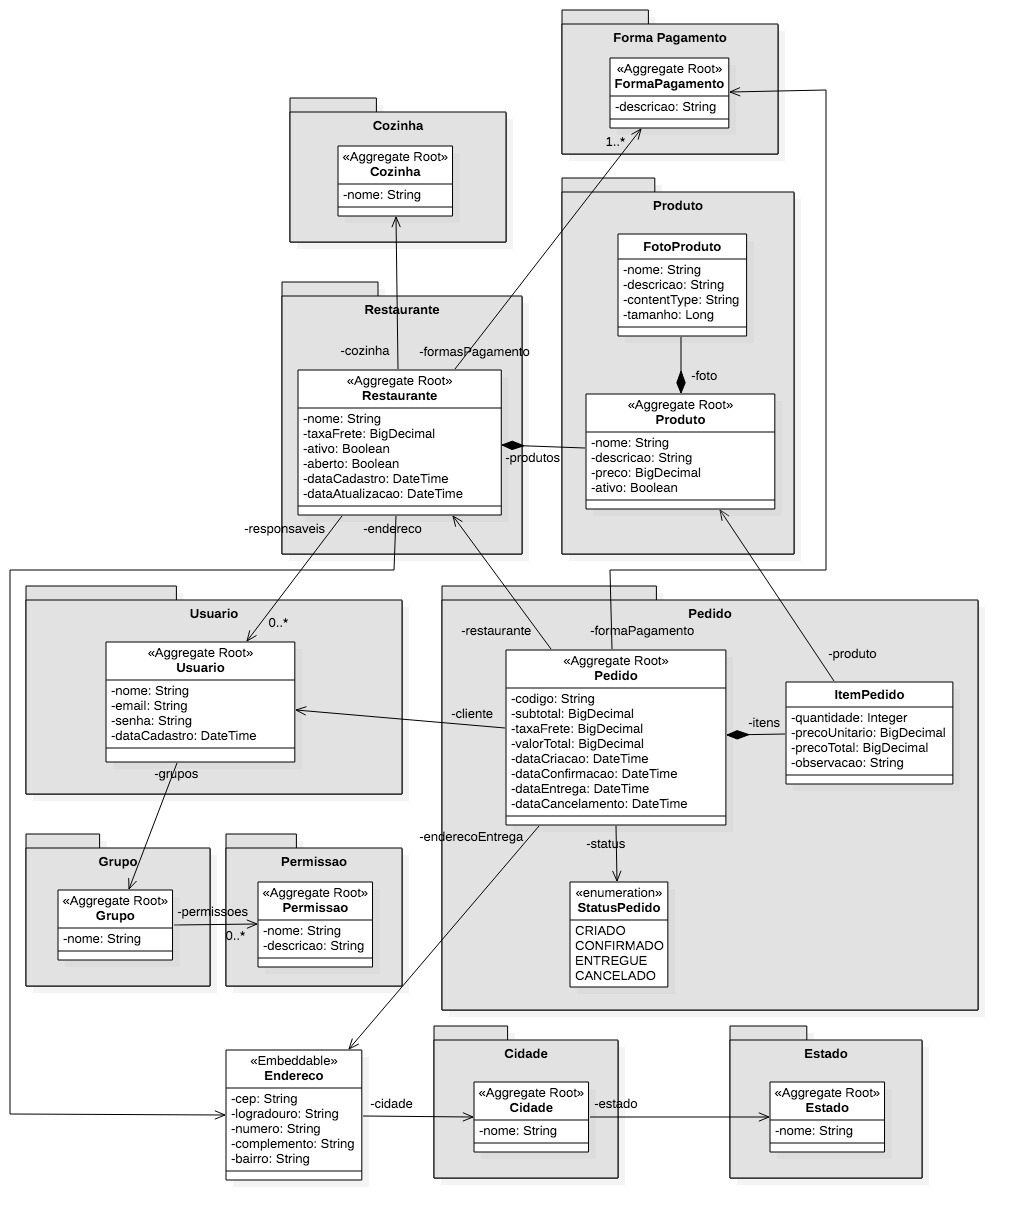 Forma Pagamento
«Aggregate Root»
FormaPagamento
-descricao: String
1..*
Cozinha
«Aggregate Root»
Cozinha
-nome: String
Produto
FotoProduto
-nome: String
-descricao: String
-contentType: String
-tamanho: Long
-foto
«Aggregate Root»
Produto
-nome: String
-descricao: String
-preco: BigDecimal
-ativo: Boolean
Restaurante
-cozinha
-formasPagamento
«Aggregate Root»
Restaurante
-nome: String
-taxaFrete: BigDecimal
-ativo: Boolean
-aberto: Boolean
-dataCadastro: DateTime
-dataAtualizacao: DateTime
-produtos
-responsaveis
-endereco
Usuario
0..*
«Aggregate Root»
Usuario
-nome: String
-email: String
-senha: String
-dataCadastro: DateTime
-grupos
Pedido
-restaurante
-formaPagamento
-produto
-cliente
«Aggregate Root»
Pedido
-codigo: String
-subtotal: BigDecimal
-taxaFrete: BigDecimal
-valorTotal: BigDecimal
-dataCriacao: DateTime
-dataConfirmacao: DateTime
-dataEntrega: DateTime
-dataCancelamento: DateTime
-itens
ItemPedido
-quantidade: Integer
-precoUnitario: BigDecimal
-precoTotal: BigDecimal
-observacao: String
-enderecoEntrega
-status
«enumeration»
StatusPedido
CRIADO
CONFIRMADO
ENTREGUE
CANCELADO
Grupo
«Aggregate Root»
Grupo
-nome: String
-permissoes
0..*
Permissao
«Aggregate Root»
Permissao
-nome: String
-descricao: String
«Embeddable»
Endereco
-cep: String
-logradouro: String
-numero: String
-complemento: String
-bairro: String
-cidade
Cidade
«Aggregate Root»
Cidade
-nome: String
-estado
Estado
«Aggregate Root»
Estado
-nome: String